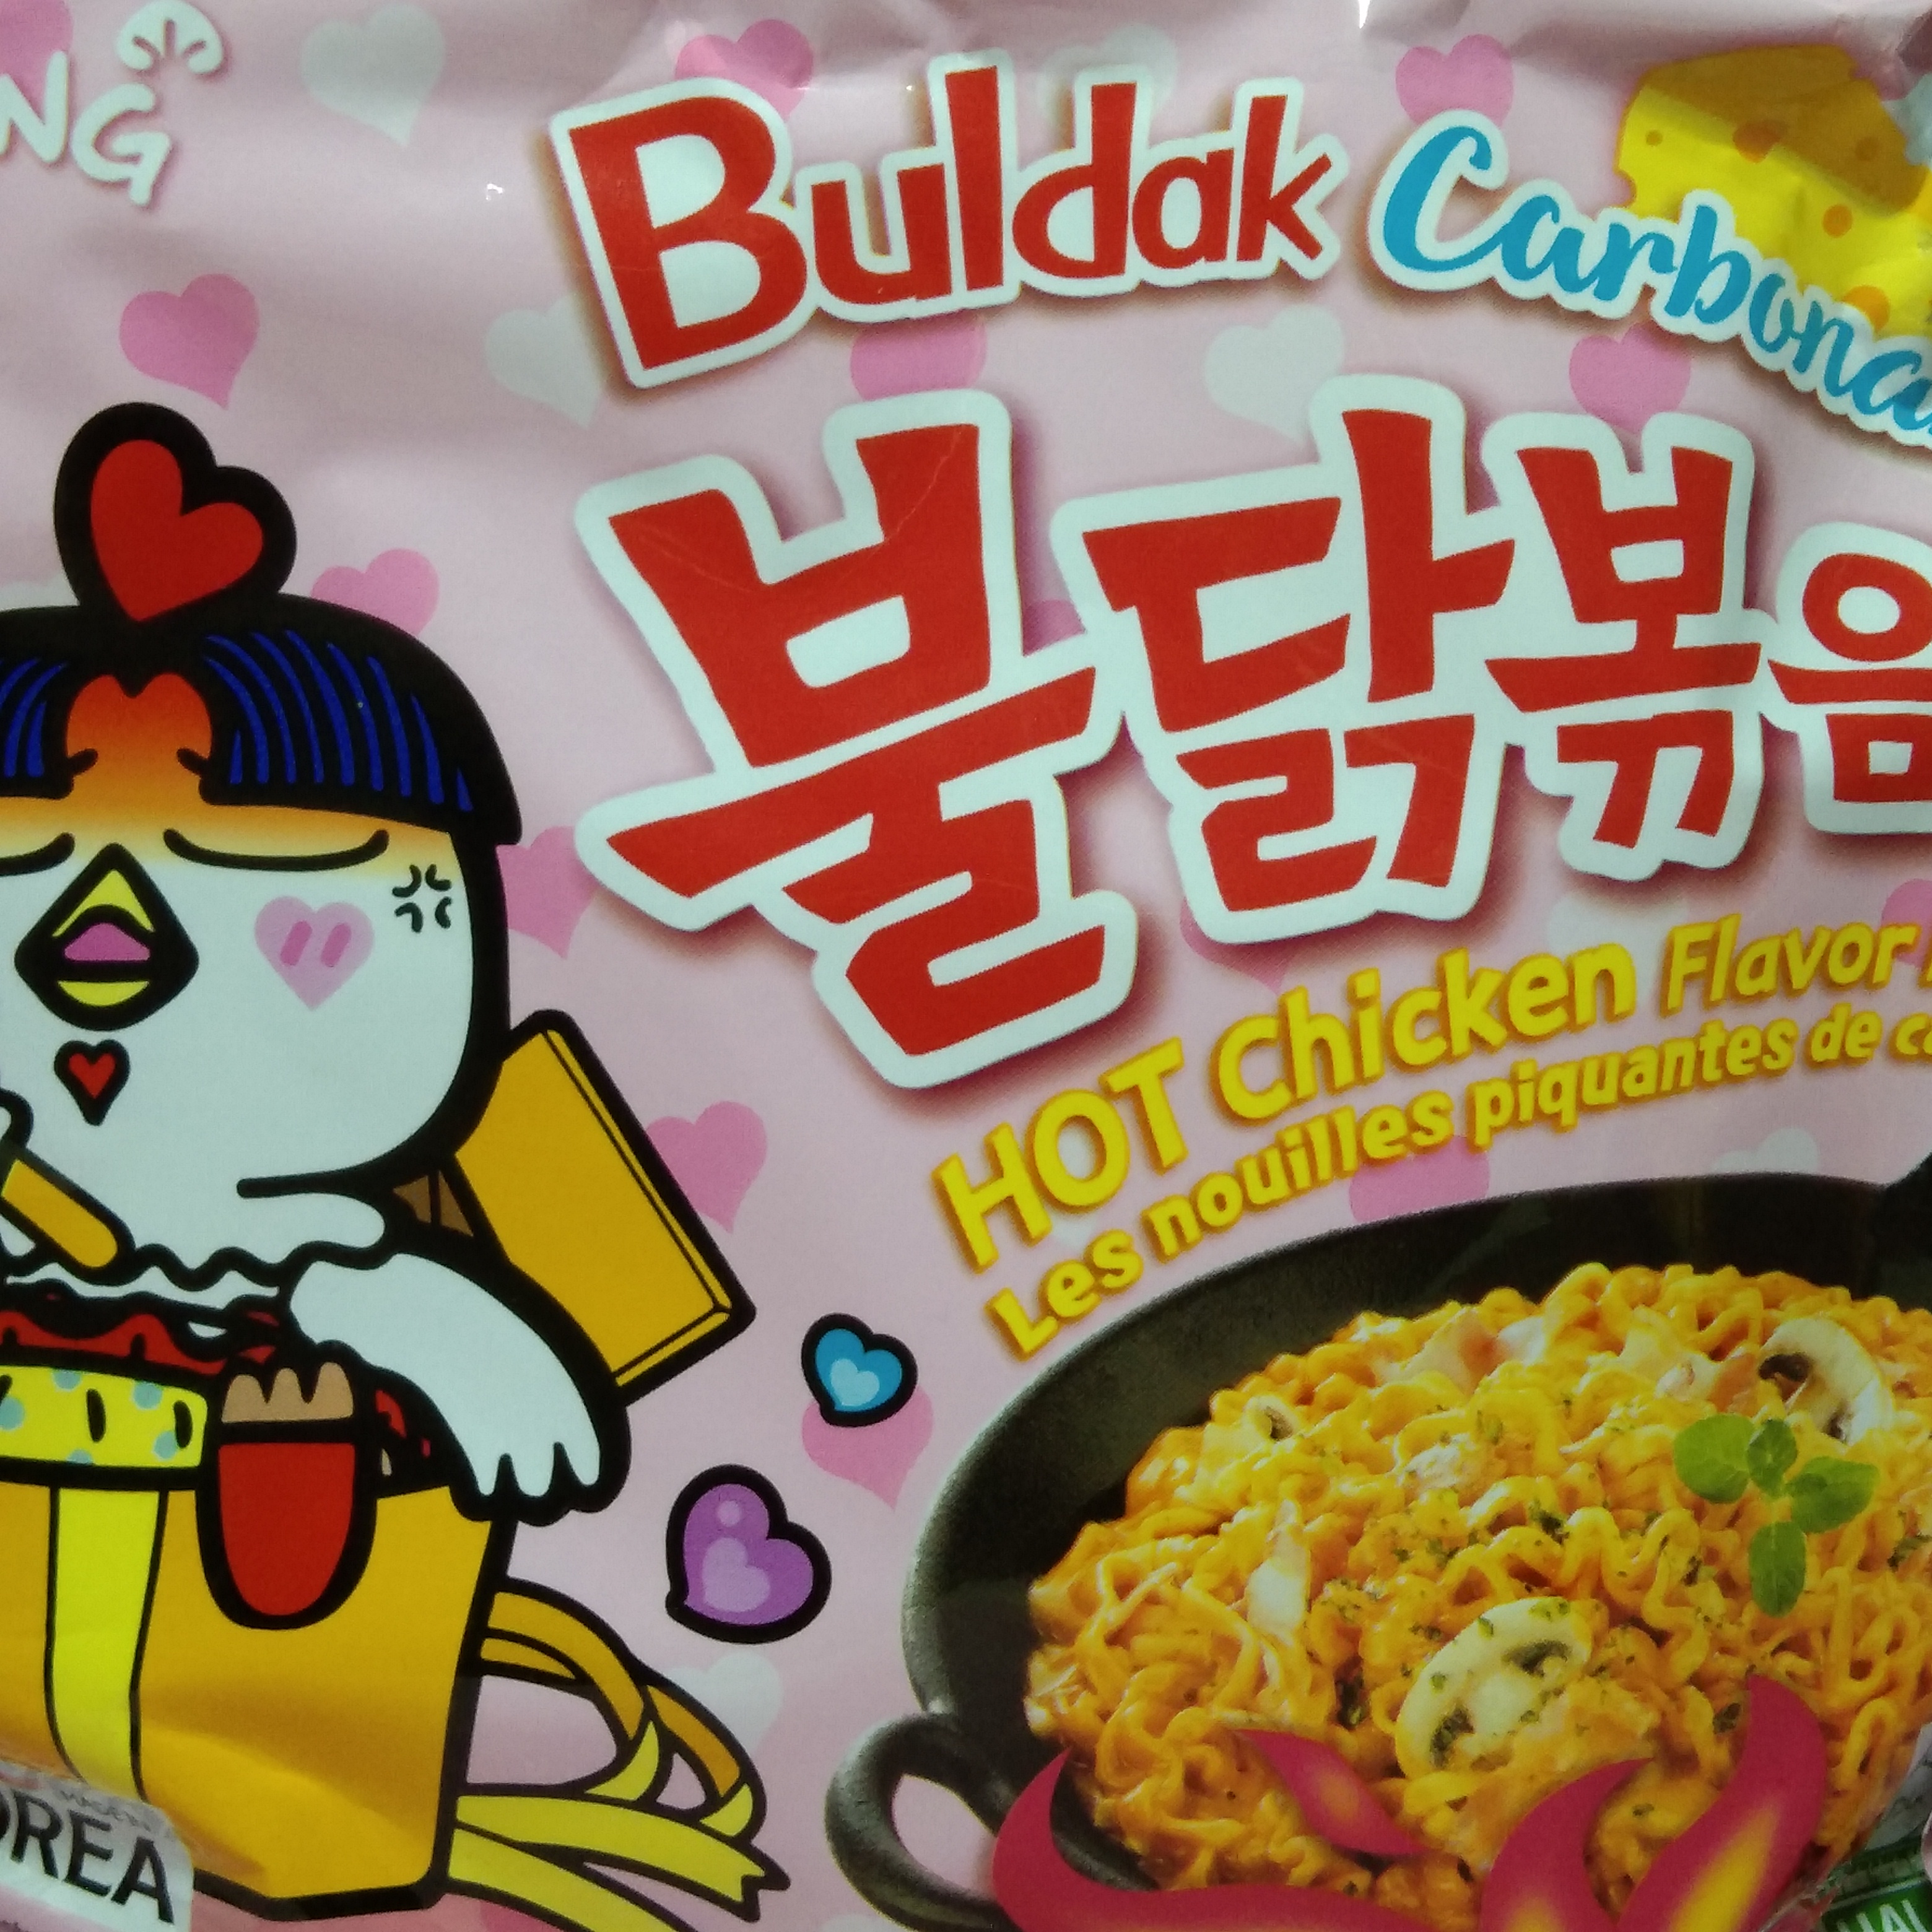 NG
Buldak Carbona
불닭볶음
HOT Chicken Flavor
Les nouilles piquantes de
OREA